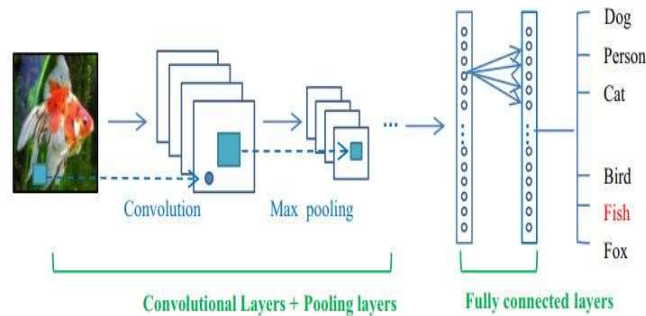 Dog
Person
Cat
Bird
Fish
Fox
Convolution
Max pooling
Convolutional Layers + Pooling layers
Fully connected layers